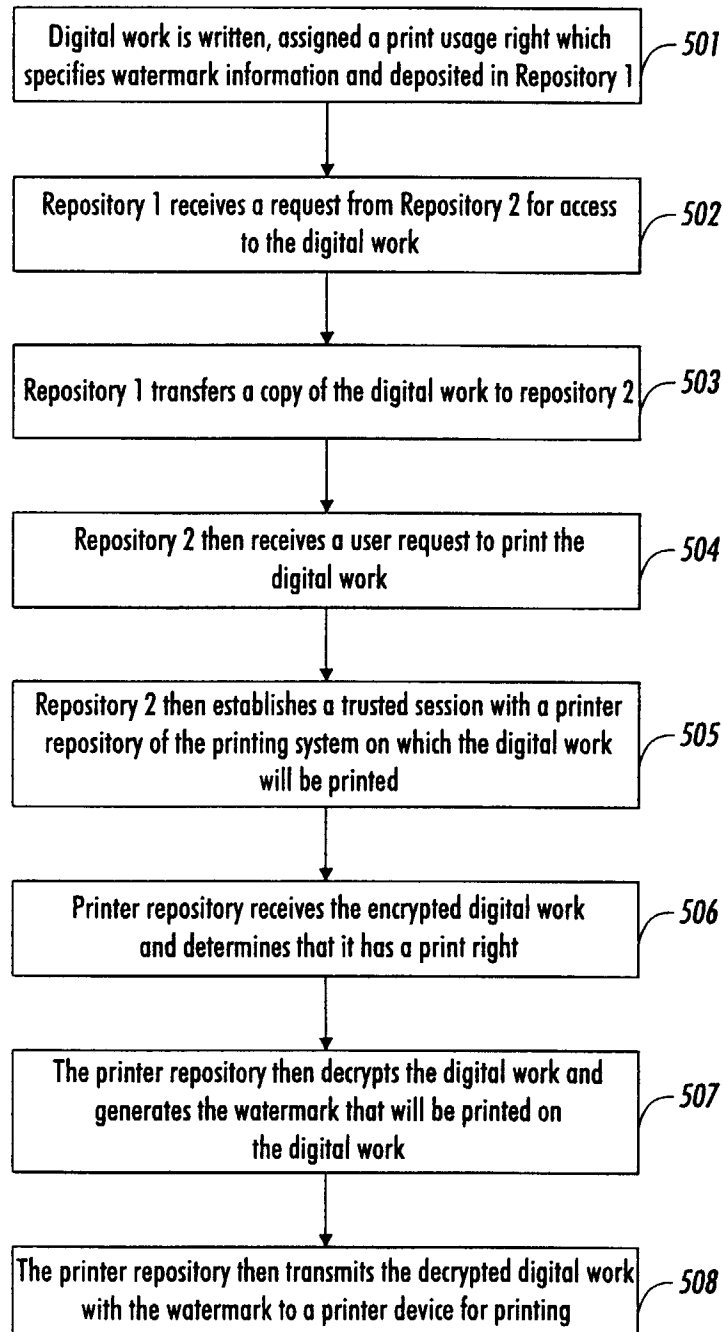 Digital work is written, assigned a print usage right which
specifies watermark information and deposited in Repository 1
501
Repository 1 receives a request from Repository 2 for access
to the digital work
502
Repository 1 transfers a copy of the digital work to repository 2
503
Repository 2 then receives a user request to print the
digital work
504
Repository 2 then establishes a trusted session with a printer
repository of the printing system on which the digital work
will be printed
505
Printer repository receives the encrypted digital work
and determines that it has a print right
506
The printer repository then decrypts the digital work and
generates the watermark that will be printed on
the digital work
507
The printer repository then transmits the decrypted digital work
with the watermark to a printer device for printing
508